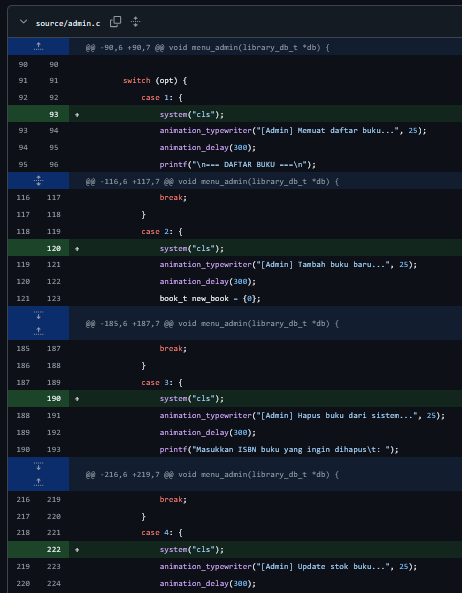 source/admin.c
@@ -90,6 +90,7 @@ void menu_admin(library_db_t *db) {
90 90
91 91 switch (opt) {
92 92 case 1: {
93 + system("cls");
93 94 animation_typewriter("[Admin] Memuat daftar buku...", 25);
94 95 animation_delay(300);
95 96 printf("\n=== DAFTAR BUKU ===\n");
@@ -116,6 +117,7 @@ void menu_admin(library_db_t *db) {
116 117 break;
117 118 }
118 119 case 2: {
120 + system("cls");
119 121 animation_typewriter("[Admin] Tambah buku baru...", 25);
120 122 animation_delay(300);
121 123 book_t new_book = {0};
@@ -185,6 +187,7 @@ void menu_admin(library_db_t *db) {
185 187 break;
186 188 }
187 189 case 3: {
190 + system("cls");
188 191 animation_typewriter("[Admin] Hapus buku dari sistem...", 25);
189 192 animation_delay(300);
190 193 printf("Masukkan ISBN buku yang ingin dihapus\t: ");
@@ -216,6 +219,7 @@ void menu_admin(library_db_t *db) {
216 219 break;
217 220 }
218 221 case 4: {
222 + system("cls");
219 223 animation_typewriter("[Admin] Update stok buku...", 25);
220 224 animation_delay(300);